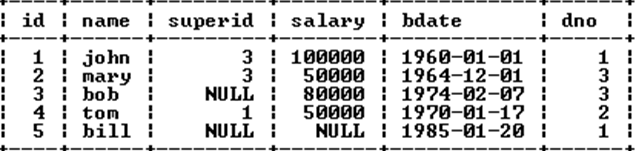 id | name | superid | salary | bdate | dno
1 | john | 3 | 100000 | 1960-01-01 | 1
2 | mary | 3 | 50000 | 1964-12-01 | 3
3 | bob | NULL | 80000 | 1974-02-07 | 3
4 | tom | 1 | 50000 | 1970-01-17 | 2
5 | bill | NULL | NULL | 1985-01-20 | 1